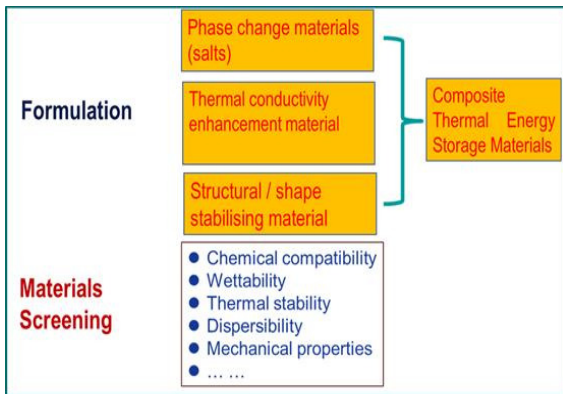 Phase change materials
(salts)
Formulation
Thermal conductivity
enhancement material
Composite
Thermal Energy
Storage Materials
Structural / shape
stabilising material
Materials
Screening
● Chemical compatibility
● Wettability
● Thermal stability
● Dispersibility
● Mechanical properties
● ... ...